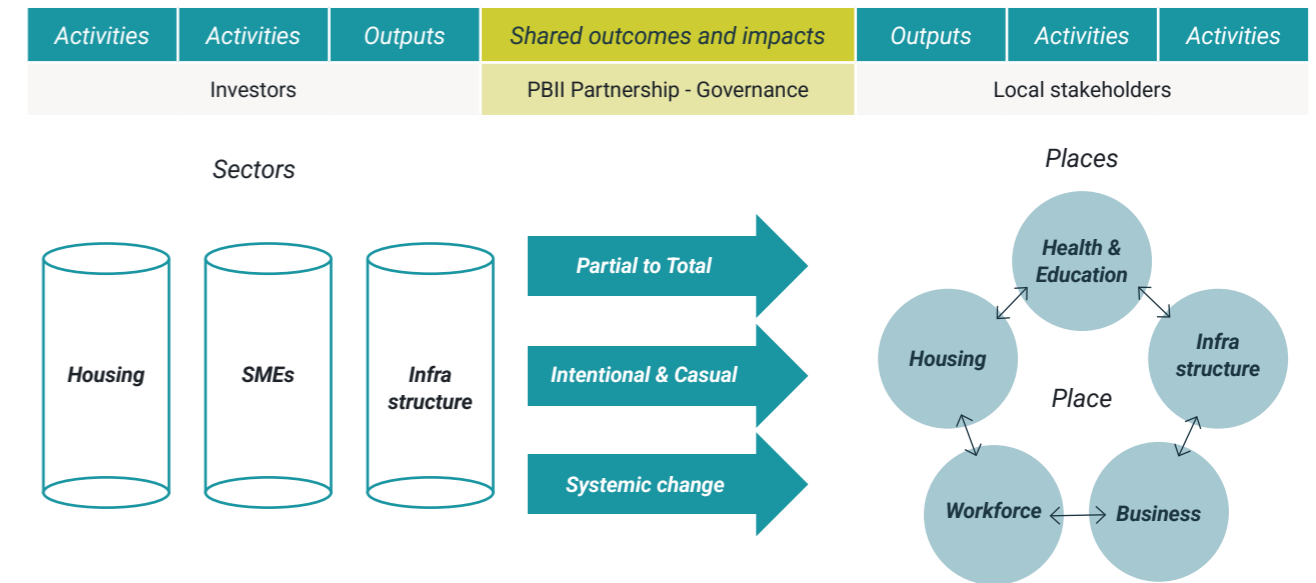 Activities
Activities
Outputs
Shared outcomes and impacts
Outputs
Activities
Activities
Investors
PBII Partnership - Governance
Local stakeholders
Sectors
Housing
SMEs
Infra
structure
Partial to Total
Intentional & Casual
Systemic change
Places
Health &
Education
Housing
Infra
structure
Place
Workforce
Business